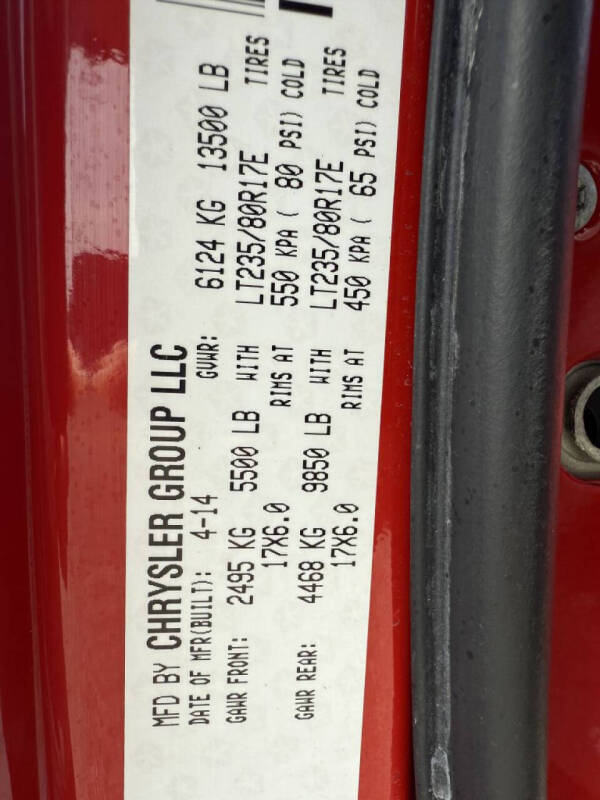 MFD BY CHRYSLER GROUP LLC
DATE OF MFR(BUILT): 4-14 GVWR: 6124 KG 13500 LB
GAWR FRONT: 2495 KG 5500 LB WITH LT235/80R17E TIRES
17X6.0 RIMS AT 550 KPA ( 80 PSI) COLD
GAWR REAR: 4468 KG 9850 LB WITH LT235/80R17E TIRES
17X6.0 RIMS AT 450 KPA ( 65 PSI) COLD